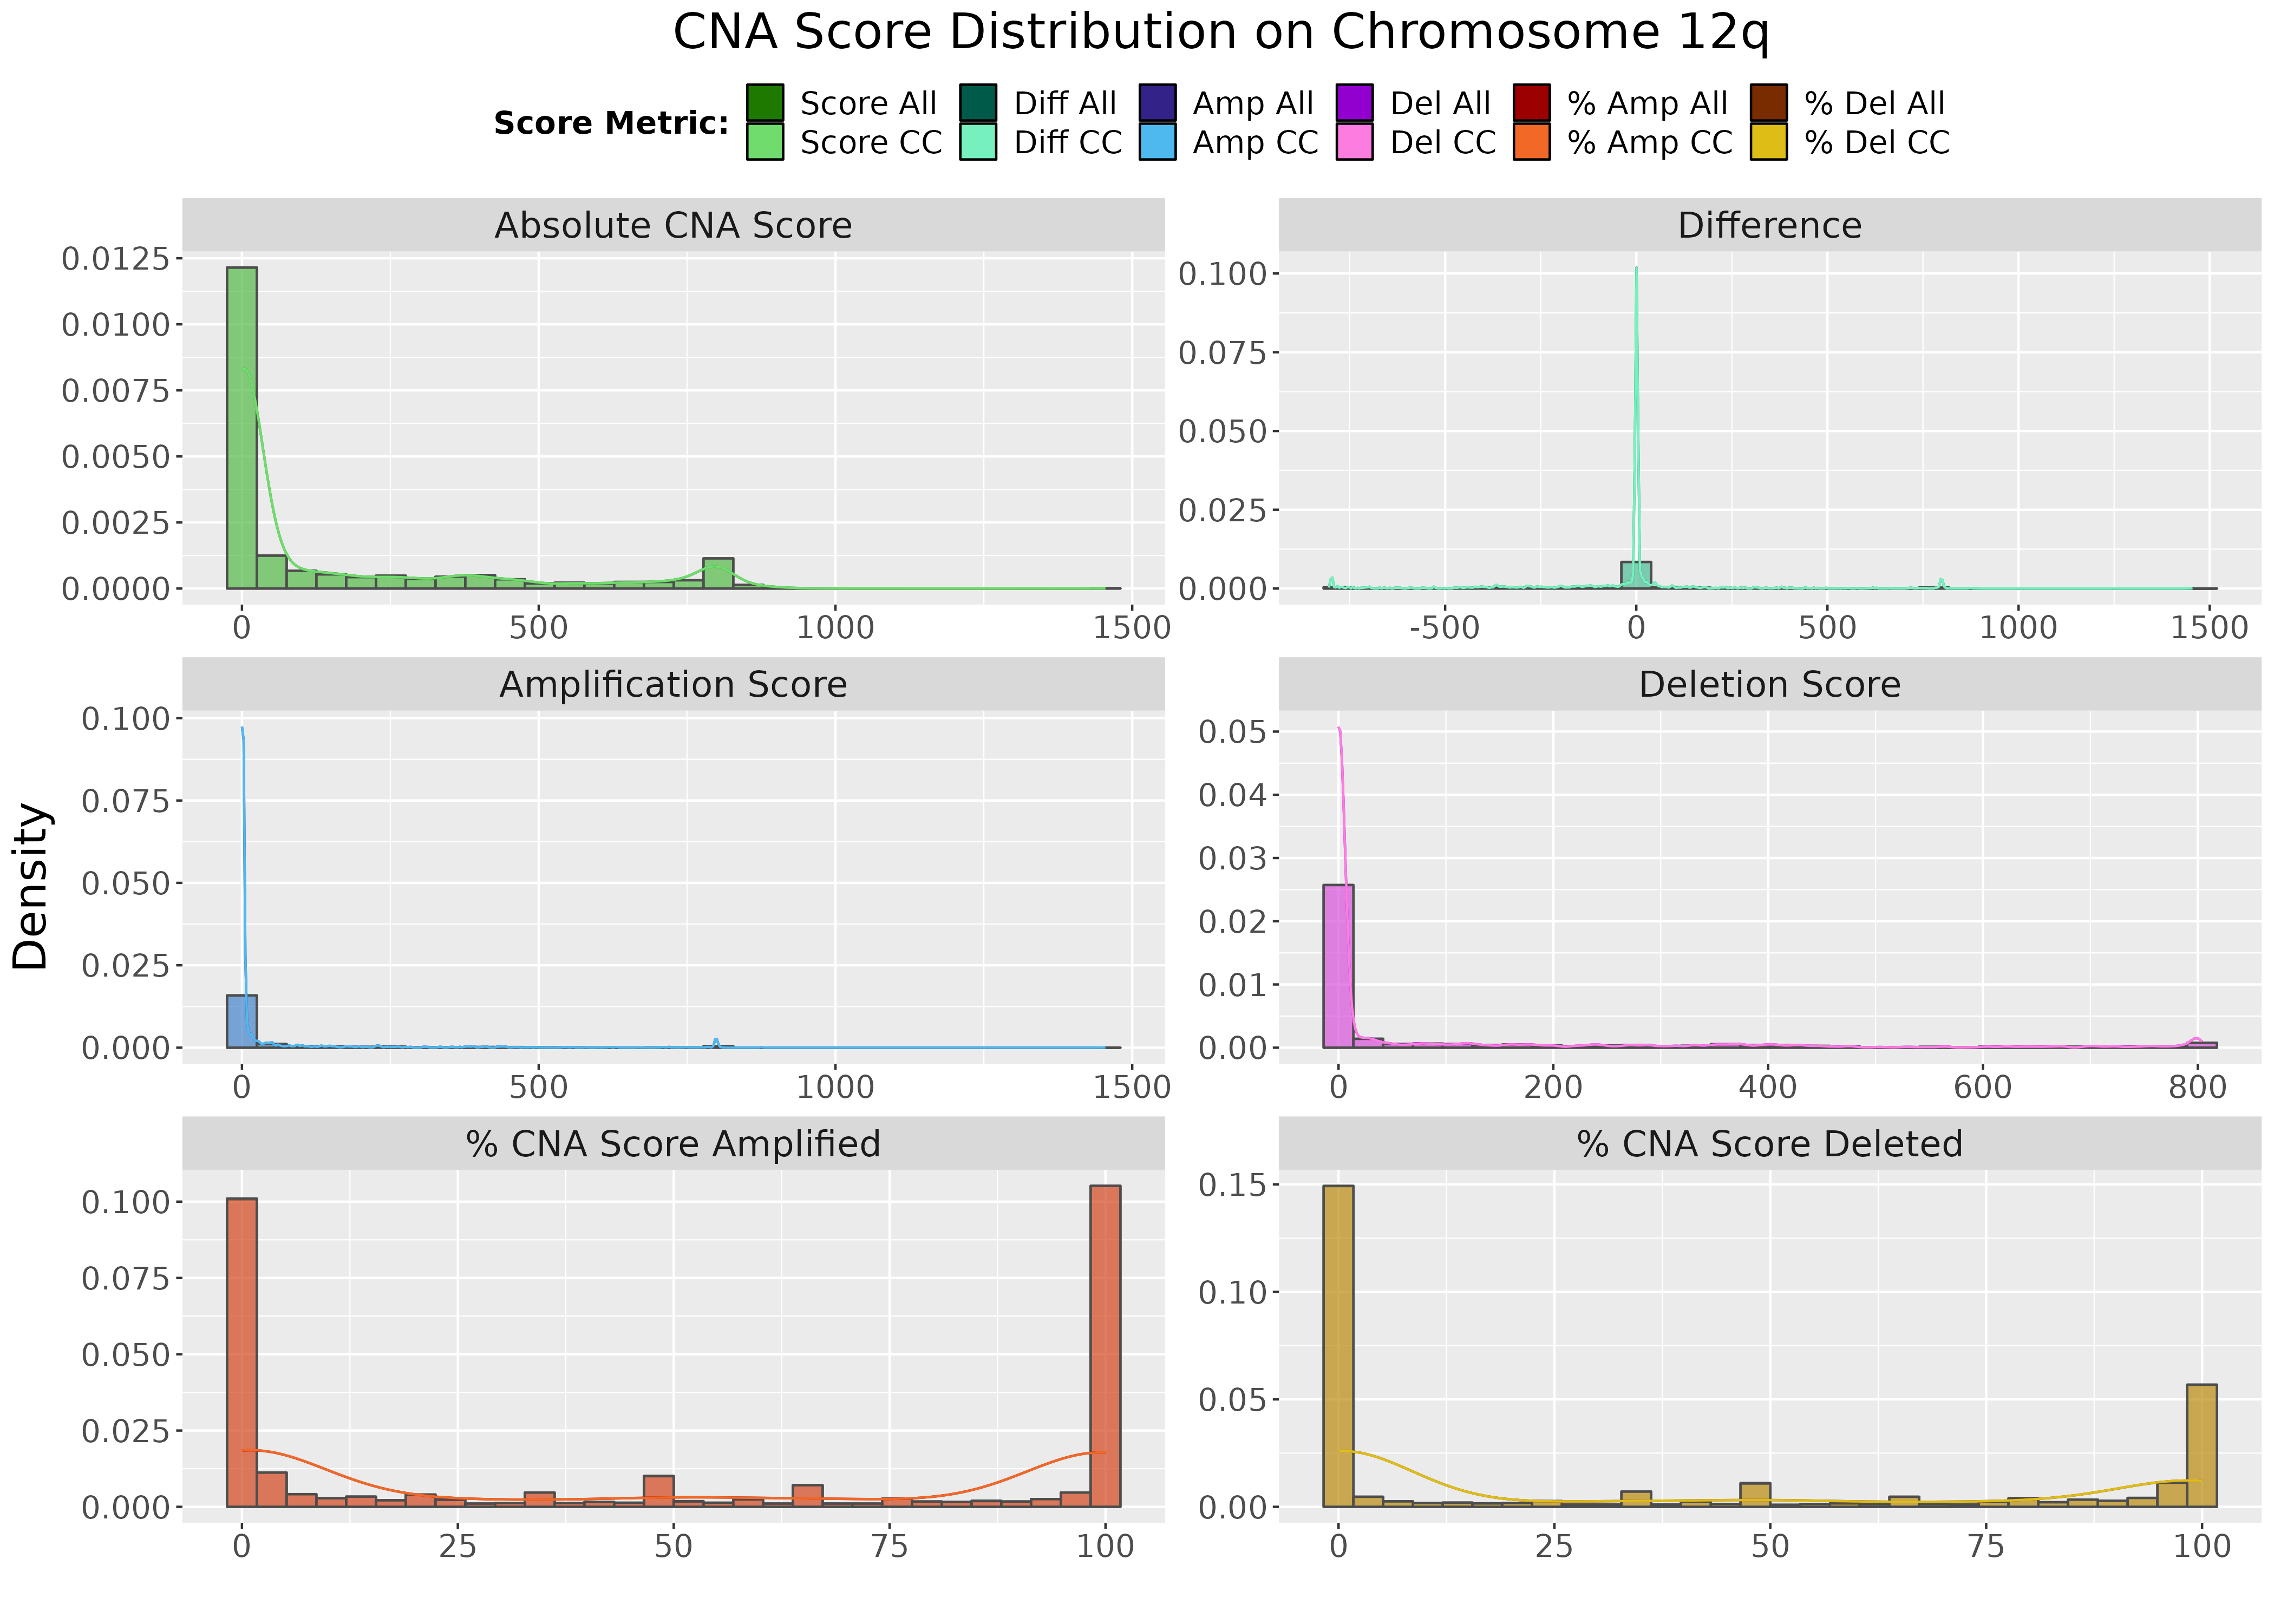 CNA Score Distribution on Chromosome 12q
Score Metric:
Score All Diff All Amp All Del All % Amp All % Del All
Score CC Diff CC Amp CC Del CC % Amp CC % Del CC
Absolute CNA Score
0.0125
0.0100
0.0075
0.0050
0.0025
0.0000
0 500 1000 1500
Difference
0.100
0.075
0.050
0.025
0.000
-500 0 500 1000 1500
Density
Amplification Score
0.100
0.075
0.050
0.025
0.000
0 500 1000 1500
Deletion Score
0.05
0.04
0.03
0.02
0.01
0.00
0 200 400 600 800
% CNA Score Amplified
0.100
0.075
0.050
0.025
0.000
0 25 50 75 100
% CNA Score Deleted
0.15
0.10
0.05
0.00
0 25 50 75 100